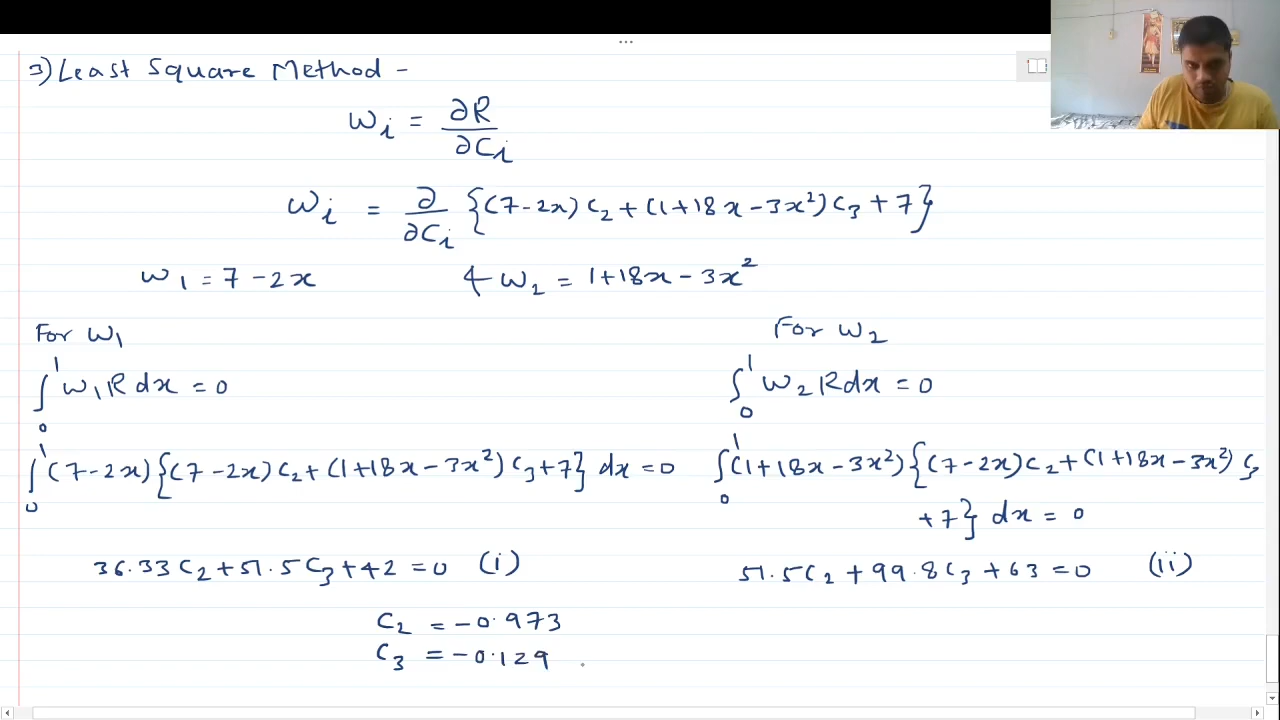 3) Least Square Method -
Wi = ∂R/∂Ci
Wi = ∂/∂Ci {(7-2x) C2 + (1+18x-3x²) C3 + 7}
W1 = 7-2x & W2 = 1+18x-3x²
For W1
∫₀¹ W1 R dx = 0
∫₀¹ (7-2x) {(7-2x) C2 + (1+18x-3x²) C3 + 7} dx = 0
36.33 C2 + 51.5 C3 + 42 = 0 (i)
For W2
∫₀¹ W2 R dx = 0
∫₀¹ (1+18x-3x²) {(7-2x) C2 + (1+18x-3x²) C3
+ 7} dx = 0
51.5 C2 + 99.8 C3 + 63 = 0 (ii)
C2 = -0.973
C3 = -0.129